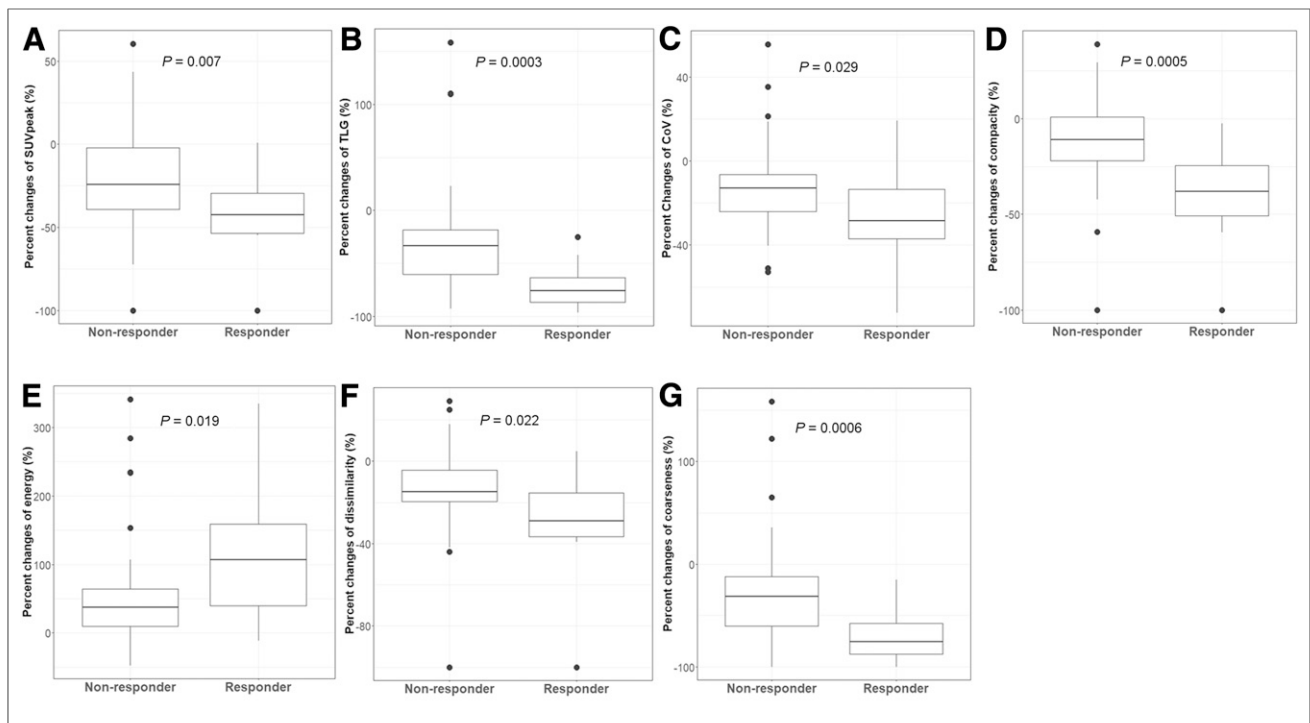 A
Percent changes of SUVpeak (%)
P = 0.007
50
0
-50
-100
Non-responder
Responder
B
Percent changes of TLG (%)
P = 0.0003
100
0
-100
Non-responder
Responder
C
Percent Changes of CoV (%)
P = 0.029
40
0
-40
Non-responder
Responder
D
Percent changes of compacity (%)
P = 0.0005
0
-50
-100
Non-responder
Responder
E
Percent changes of energy (%)
P = 0.019
300
200
100
0
Non-responder
Responder
F
Percent changes of dissimilarity (%)
P = 0.022
0
-40
-80
Non-responder
Responder
G
Percent changes of coarseness (%)
P = 0.0006
100
0
-100
Non-responder
Responder